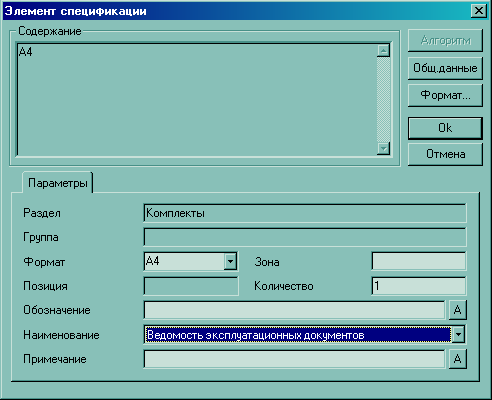 Элемент спецификации
Содержание
А4
Алгоритм
Общ.данные
Формат...
Ok
Отмена
Параметры
Раздел Комплекты
Группа
Формат А4 Зона
Позиция Количество 1
Обозначение А
Наименование Ведомость эксплуатационных документов
Примечание А